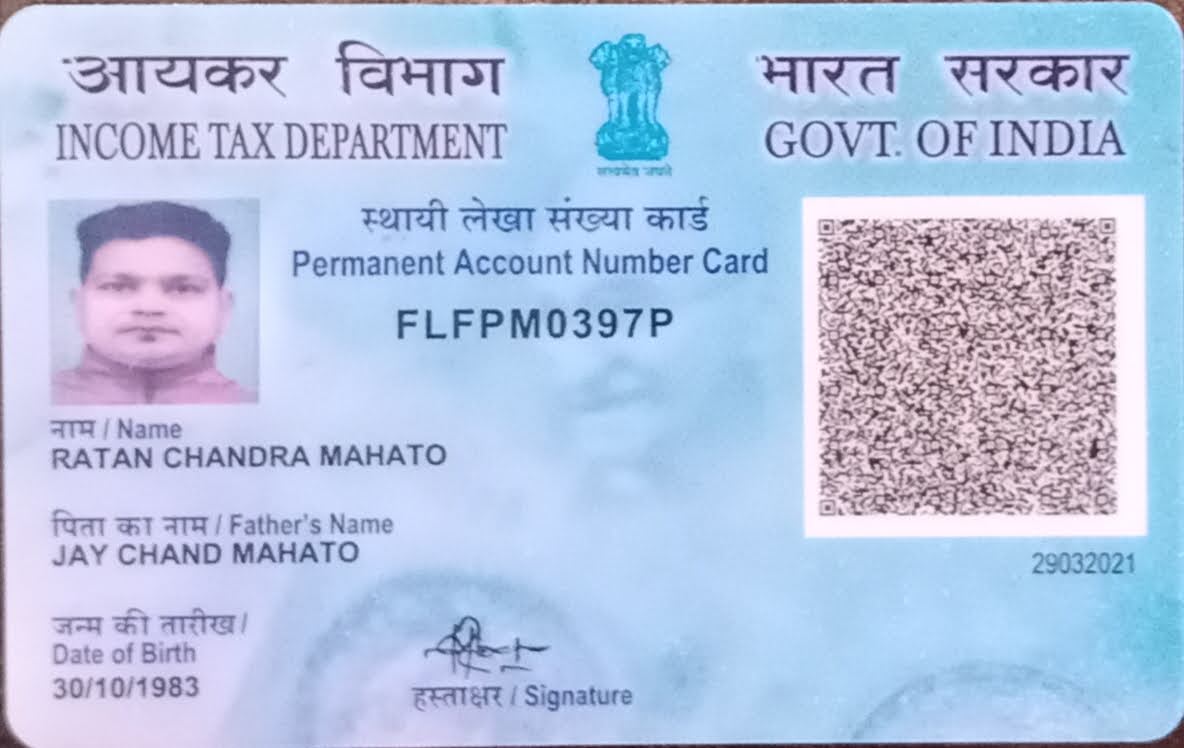 आयकर विभाग
INCOME TAX DEPARTMENT
सत्यमेव जयते
भारत सरकार
GOVT. OF INDIA
स्थायी लेखा संख्या कार्ड
Permanent Account Number Card
FLFPM0397P
नाम / Name
RATAN CHANDRA MAHATO
पिता का नाम / Father's Name
JAY CHAND MAHATO
29032021
जन्म की तारीख /
Date of Birth
30/10/1983
हस्ताक्षर / Signature